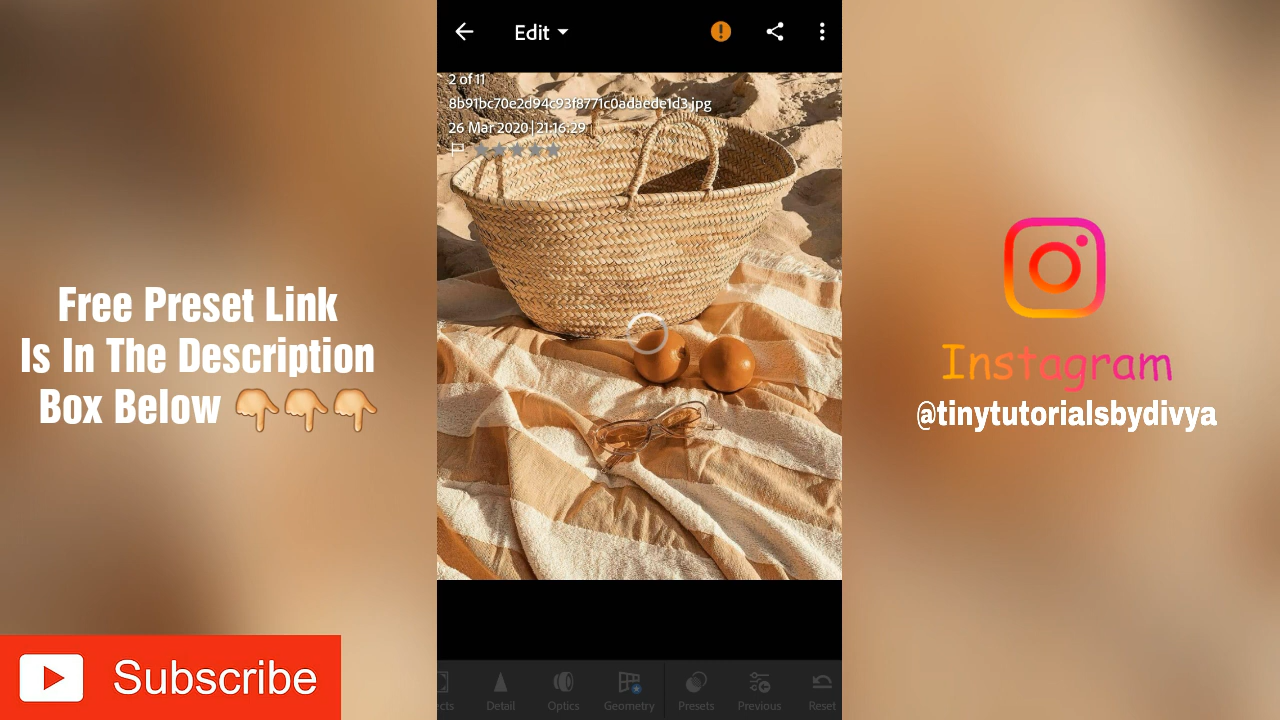 Edit
2 of 11
8b91bc70e2d94c93f8771c0adaede1d3.jpg
26 Mar 2020 | 21:16:29
Free Preset Link
Is In The Description
Box Below 👇🏼👇🏼👇🏼
Instagram
@tinytutorialsbydivya
Subscribe
cts Detail Optics Geometry Presets Previous Reset